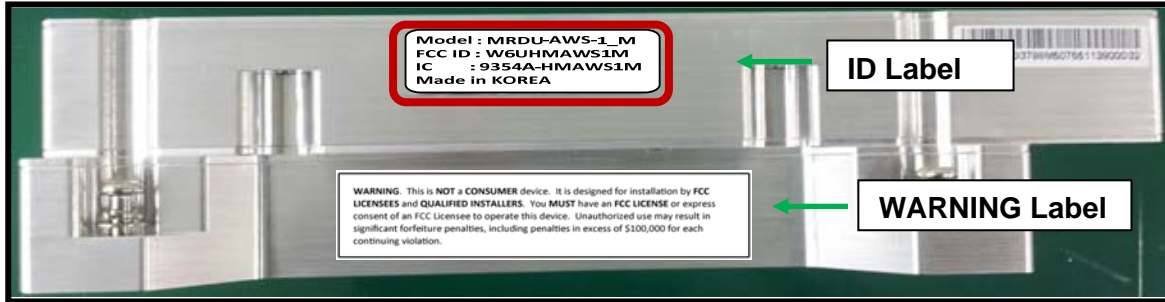 Model : MRDU-AWS-1_M
FCC ID : W6UHMAWS1M
IC : 9354A-HMAWS1M
Made in KOREA
ID Label
WARNING. This is NOT a CONSUMER device. It is designed for installation by FCC
LICENSEES and QUALIFIED INSTALLERS. You MUST have an FCC LICENSE or express
consent of an FCC Licensee to operate this device. Unauthorized use may result in
significant forfeiture penalties, including penalties in excess of $100,000 for each
continuing violation.
WARNING Label